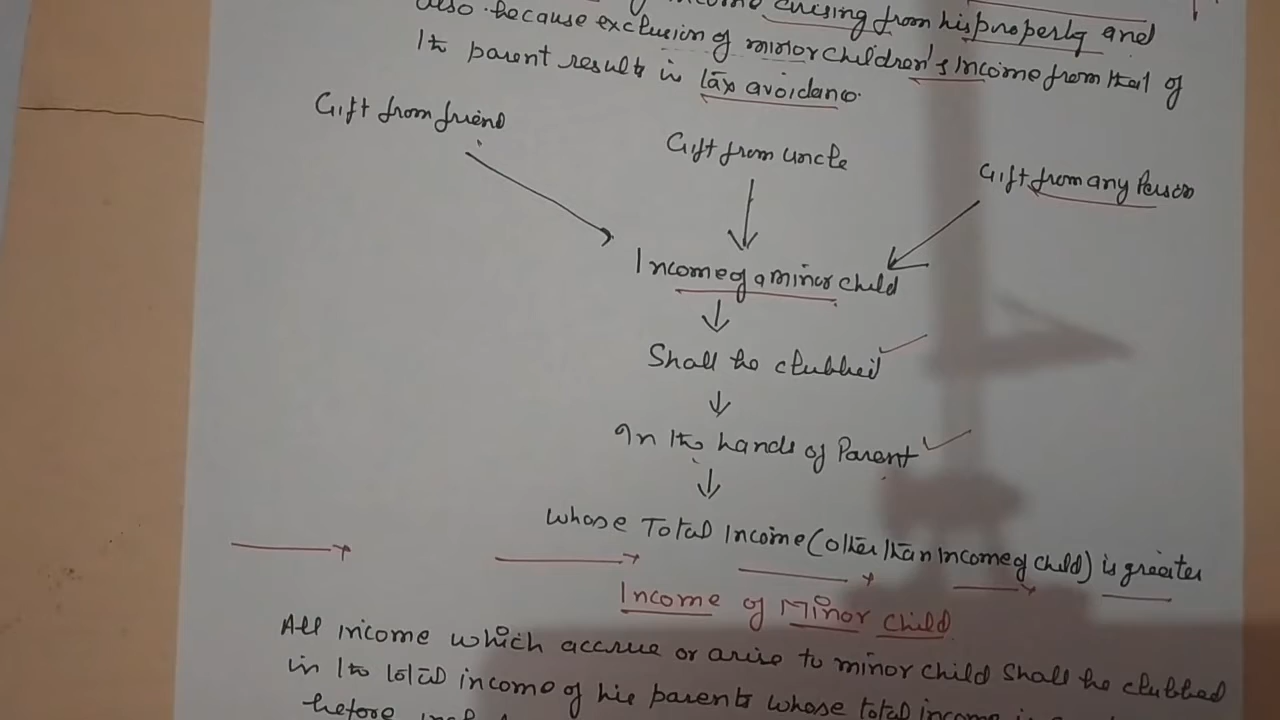 arising from his property and
also because exclusion of minor children's income from that of
the parent results in tax avoidance.
Gift from friend
Gift from uncle
Gift from any Person
Income of a minor child
Shall be clubbed
In the hands of Parent
Whose Total Income (other than income of child) is greater
Income of Minor child
All income which accrue or arise to minor child shall be clubbed
in the total income of his parents whose total income
before